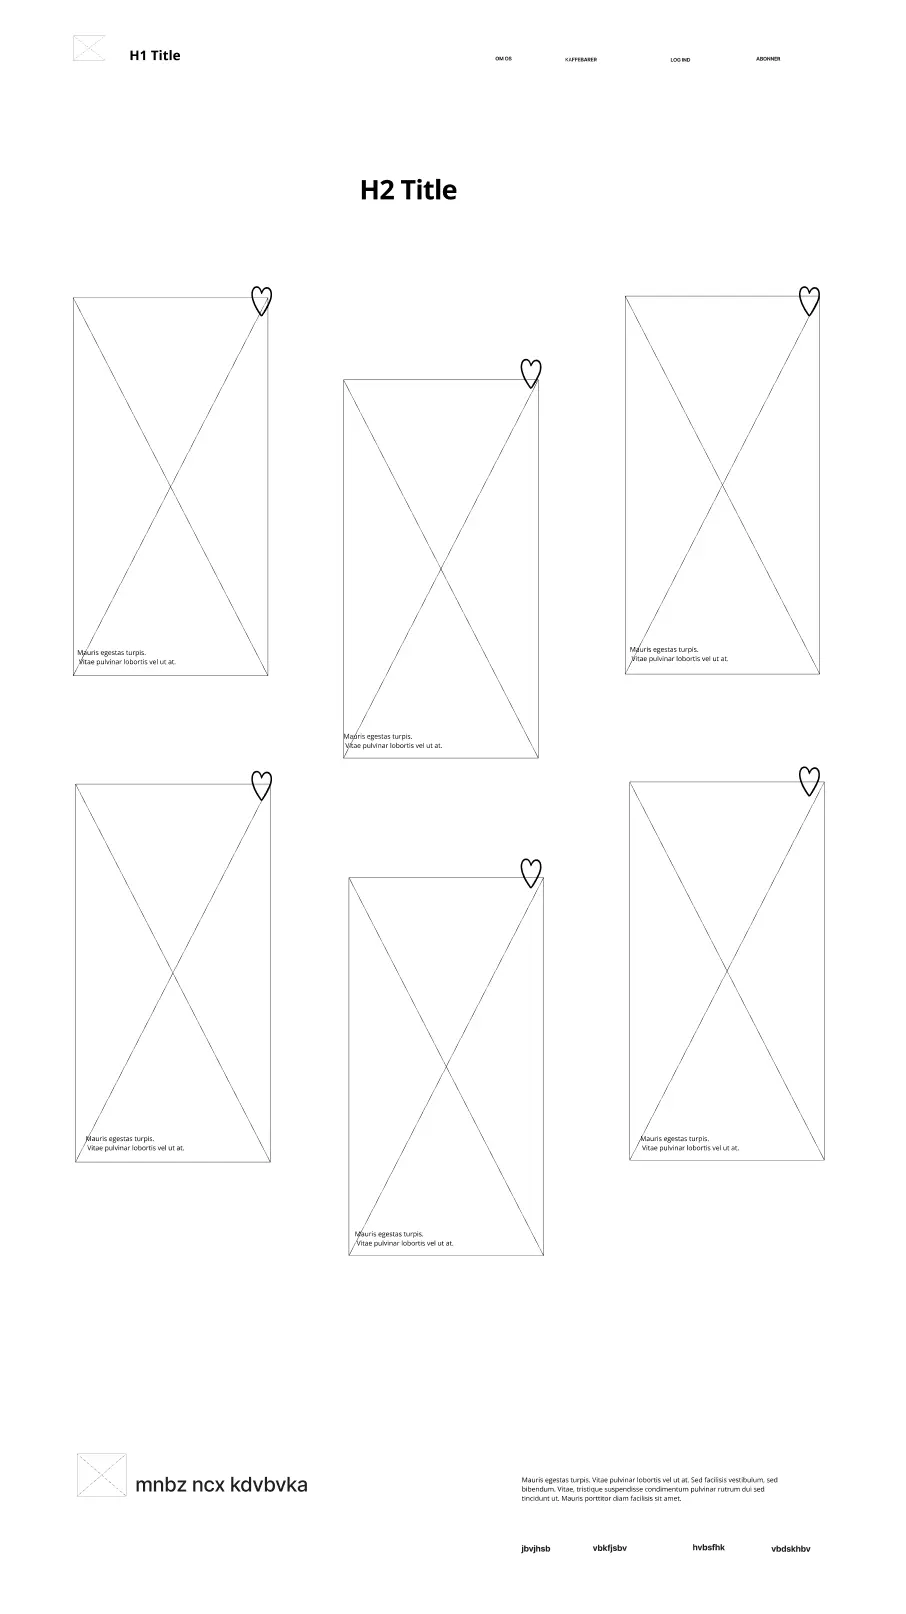 H1 Title
OM OS
KAFFEBARER
LOG IND
ABONNER
H2 Title
Mauris egestas turpis.
Vitae pulvinar lobortis vel ut at.
Mauris egestas turpis.
Vitae pulvinar lobortis vel ut at.
Mauris egestas turpis.
Vitae pulvinar lobortis vel ut at.
Mauris egestas turpis.
Vitae pulvinar lobortis vel ut at.
Mauris egestas turpis.
Vitae pulvinar lobortis vel ut at.
Mauris egestas turpis.
Vitae pulvinar lobortis vel ut at.
mnbz ncx kdvbvka
Mauris egestas turpis. Vitae pulvinar lobortis vel ut at. Sed facilisis vestibulum, sed
bibendum. Vitae, tristique suspendisse condimentum pulvinar rutrum dui sed
tincidunt ut. Mauris porttitor diam facilisis sit amet.
jbvjhsb
vbkfjsbv
hvbsfhk
vbdskhbv